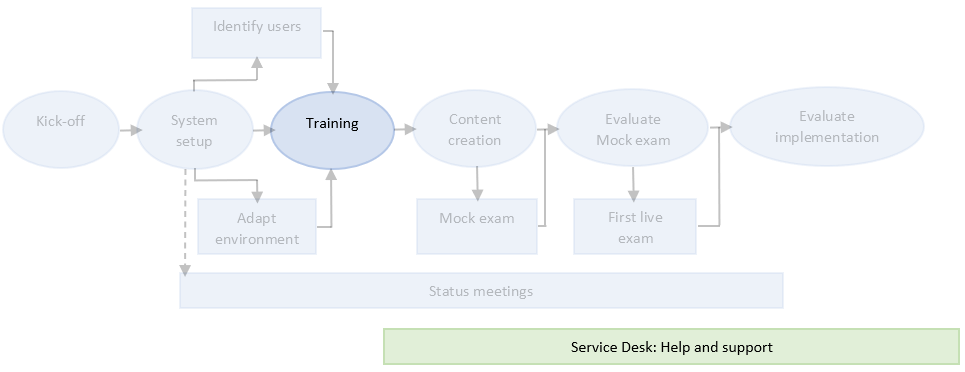 Identify users
Kick-off
System
setup
Training
Content
creation
Evaluate
Mock exam
Evaluate
implementation
Adapt
environment
Mock exam
First live
exam
Status meetings
Service Desk: Help and support